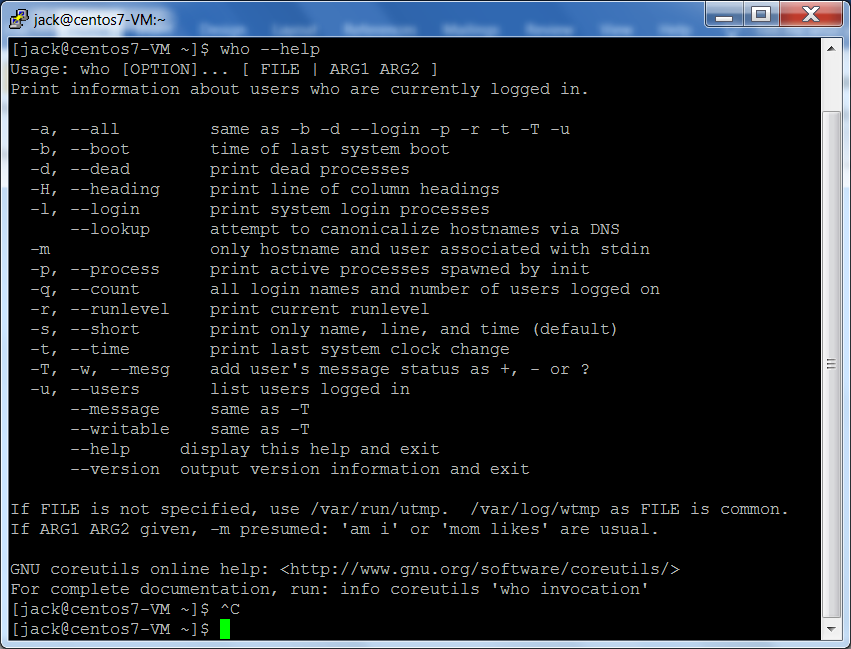 jack@centos7-VM:~
[jack@centos7-VM ~]$ who --help
Usage: who [OPTION]... [ FILE | ARG1 ARG2 ]
Print information about users who are currently logged in.

  -a, --all         same as -b -d --login -p -r -t -T -u
  -b, --boot        time of last system boot
  -d, --dead        print dead processes
  -H, --heading     print line of column headings
  -l, --login       print system login processes
      --lookup      attempt to canonicalize hostnames via DNS
  -m                only hostname and user associated with stdin
  -p, --process     print active processes spawned by init
  -q, --count       all login names and number of users logged on
  -r, --runlevel    print current runlevel
  -s, --short       print only name, line, and time (default)
  -t, --time        print last system clock change
  -T, -w, --mesg    add user's message status as +, - or ?
  -u, --users       list users logged in
      --message     same as -T
      --writable    same as -T
      --help     display this help and exit
      --version  output version information and exit

If FILE is not specified, use /var/run/utmp.  /var/log/wtmp as FILE is common.
If ARG1 ARG2 given, -m presumed: 'am i' or 'mom likes' are usual.

GNU coreutils online help: <http://www.gnu.org/software/coreutils/>
For complete documentation, run: info coreutils 'who invocation'
[jack@centos7-VM ~]$ ^C
[jack@centos7-VM ~]$